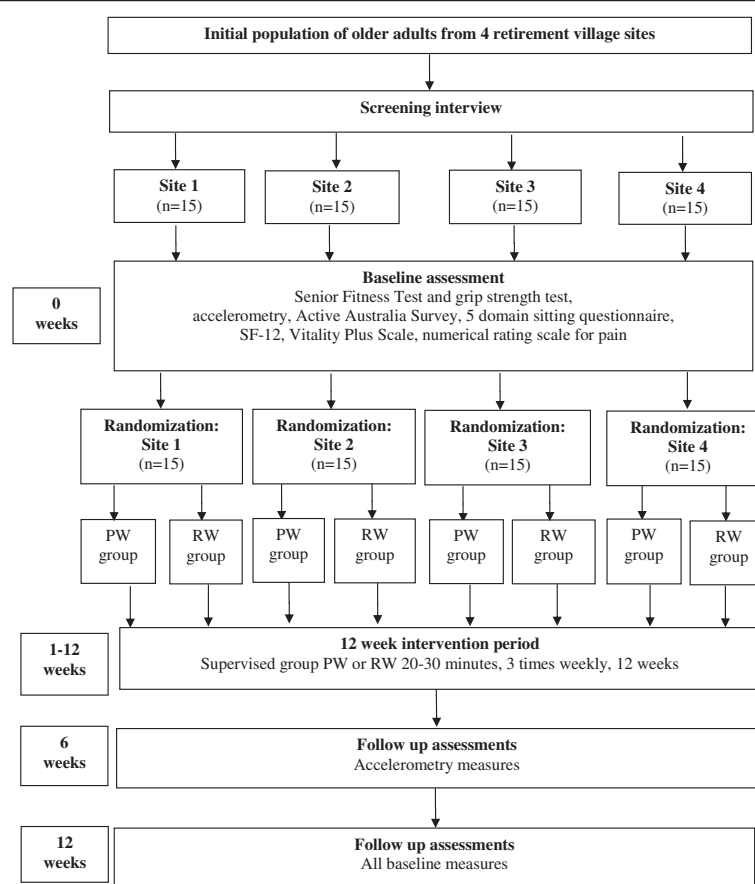 Initial population of older adults from 4 retirement village sites
Screening interview
Site 1
(n=15)
Site 2
(n=15)
Site 3
(n=15)
Site 4
(n=15)
0
weeks
Baseline assessment
Senior Fitness Test and grip strength test,
accelerometry, Active Australia Survey, 5 domain sitting questionnaire,
SF-12, Vitality Plus Scale, numerical rating scale for pain
Randomization:
Site 1
(n=15)
Randomization:
Site 2
(n=15)
Randomization:
Site 3
(n=15)
Randomization:
Site 4
(n=15)
PW
group
RW
group
PW
group
RW
group
PW
group
RW
group
PW
group
RW
group
1-12
weeks
12 week intervention period
Supervised group PW or RW 20-30 minutes, 3 times weekly, 12 weeks
6
weeks
Follow up assessments
Accelerometry measures
12
weeks
Follow up assessments
All baseline measures